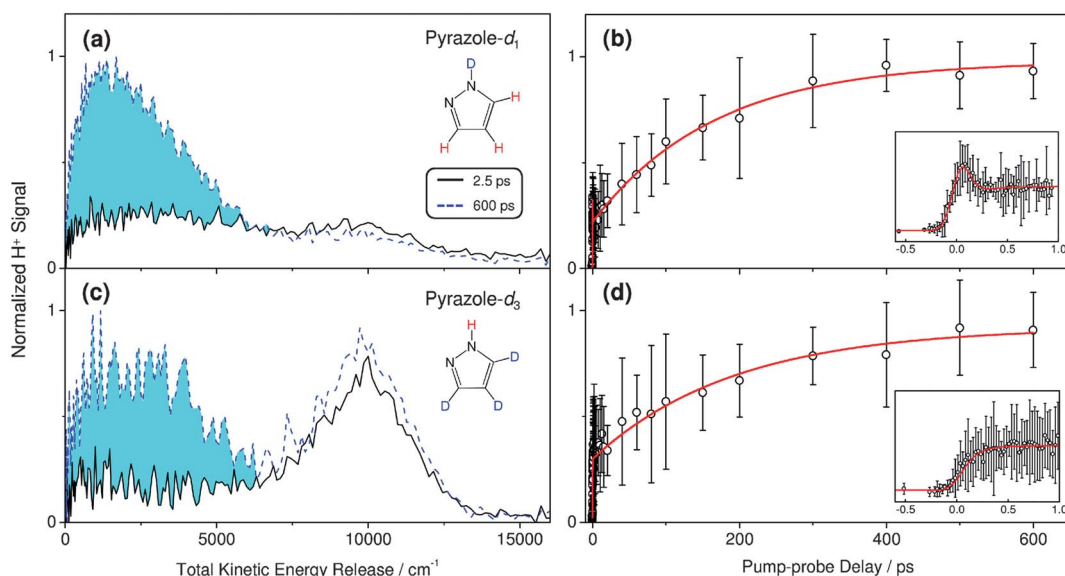 Normalized H⁺ Signal
(a)
Pyrazole-d₁
D
N
N
H
H
H
2.5 ps
600 ps
1
0
(b)
1
0
-0.5 0.0 0.5 1.0
(c)
Pyrazole-d₃
H
N
N
D
D
D
1
0
0 5000 10000 15000
Total Kinetic Energy Release / cm⁻¹
(d)
1
0
-0.5 0.0 0.5 1.0
0 200 400 600
Pump-probe Delay / ps